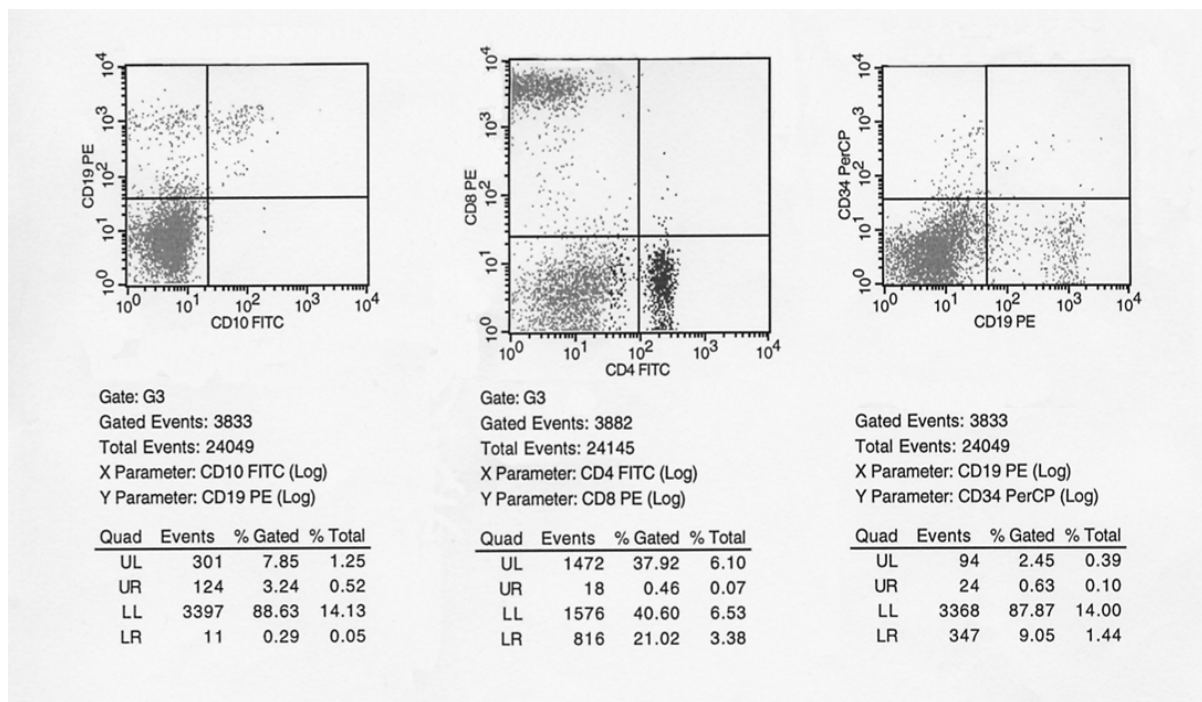 10⁴
10³
10²
10¹
10⁰
CD19 PE
10⁰ 10¹ 10² 10³ 10⁴
CD10 FITC
Gate: G3
Gated Events: 3833
Total Events: 24049
X Parameter: CD10 FITC (Log)
Y Parameter: CD19 PE (Log)
Quad Events % Gated % Total
UL 301 7.85 1.25
UR 124 3.24 0.52
LL 3397 88.63 14.13
LR 11 0.29 0.05
10⁴
10³
10²
10¹
10⁰
CD8 PE
10⁰ 10¹ 10² 10³ 10⁴
CD4 FITC
Gate: G3
Gated Events: 3882
Total Events: 24145
X Parameter: CD4 FITC (Log)
Y Parameter: CD8 PE (Log)
Quad Events % Gated % Total
UL 1472 37.92 6.10
UR 18 0.46 0.07
LL 1576 40.60 6.53
LR 816 21.02 3.38
10⁴
10³
10²
10¹
10⁰
CD34 PerCP
10⁰ 10¹ 10² 10³ 10⁴
CD19 PE
Gated Events: 3833
Total Events: 24049
X Parameter: CD19 PE (Log)
Y Parameter: CD34 PerCP (Log)
Quad Events % Gated % Total
UL 94 2.45 0.39
UR 24 0.63 0.10
LL 3368 87.87 14.00
LR 347 9.05 1.44